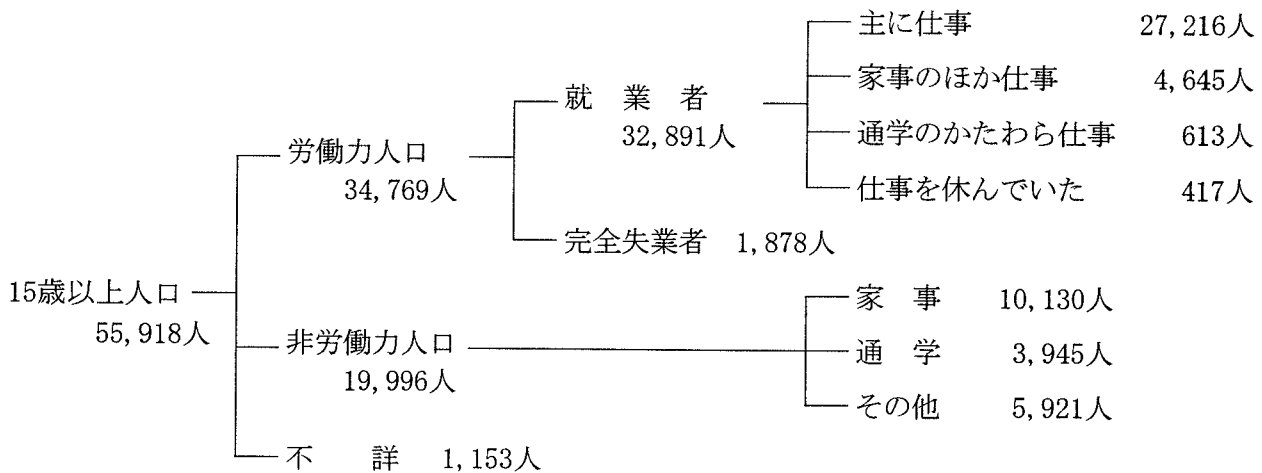 主に仕事 27,216人
家事のほか仕事 4,645人
就業者
32,891人
通学のかたわら仕事 613人
労働力人口
34,769人
仕事を休んでいた 417人
完全失業者 1,878人
15歳以上人口
55,918人
家事 10,130人
非労働力人口
19,996人
通学 3,945人
その他 5,921人
不詳 1,153人